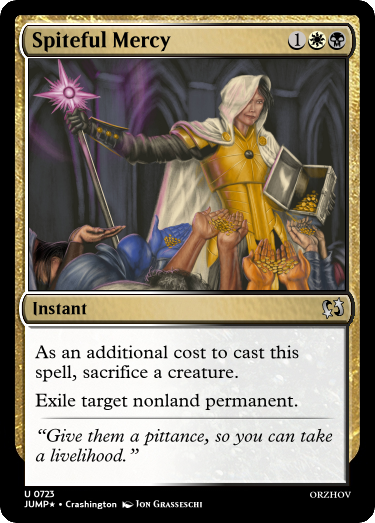 Spiteful Mercy 1
Instant
As an additional cost to cast this
spell, sacrifice a creature.
Exile target nonland permanent.
“Give them a pittance, so you can take
a livelihood.”
U 0723
JUMP★ • Crashington Jon Grasseschi
ORZHOV